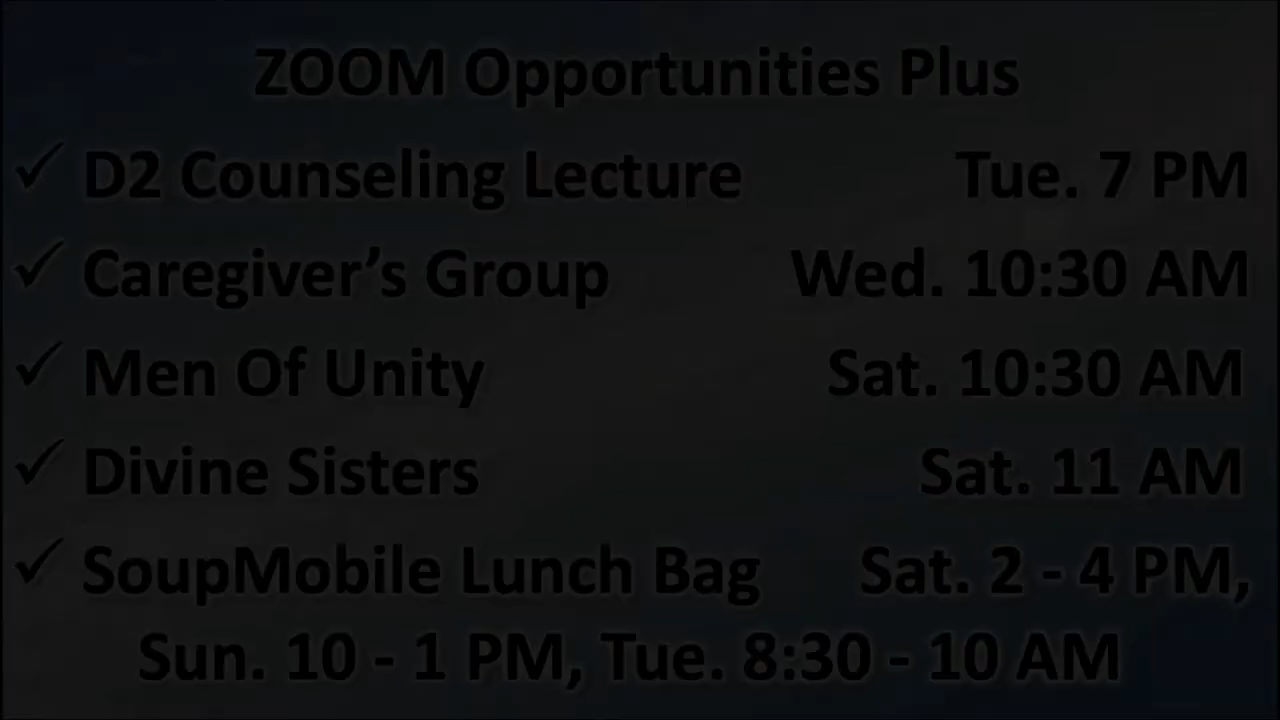 ZOOM Opportunities Plus
✓ D2 Counseling Lecture Tue. 7 PM
✓ Caregiver’s Group Wed. 10:30 AM
✓ Men Of Unity Sat. 10:30 AM
✓ Divine Sisters Sat. 11 AM
✓ SoupMobile Lunch Bag Sat. 2 - 4 PM,
Sun. 10 - 1 PM, Tue. 8:30 - 10 AM